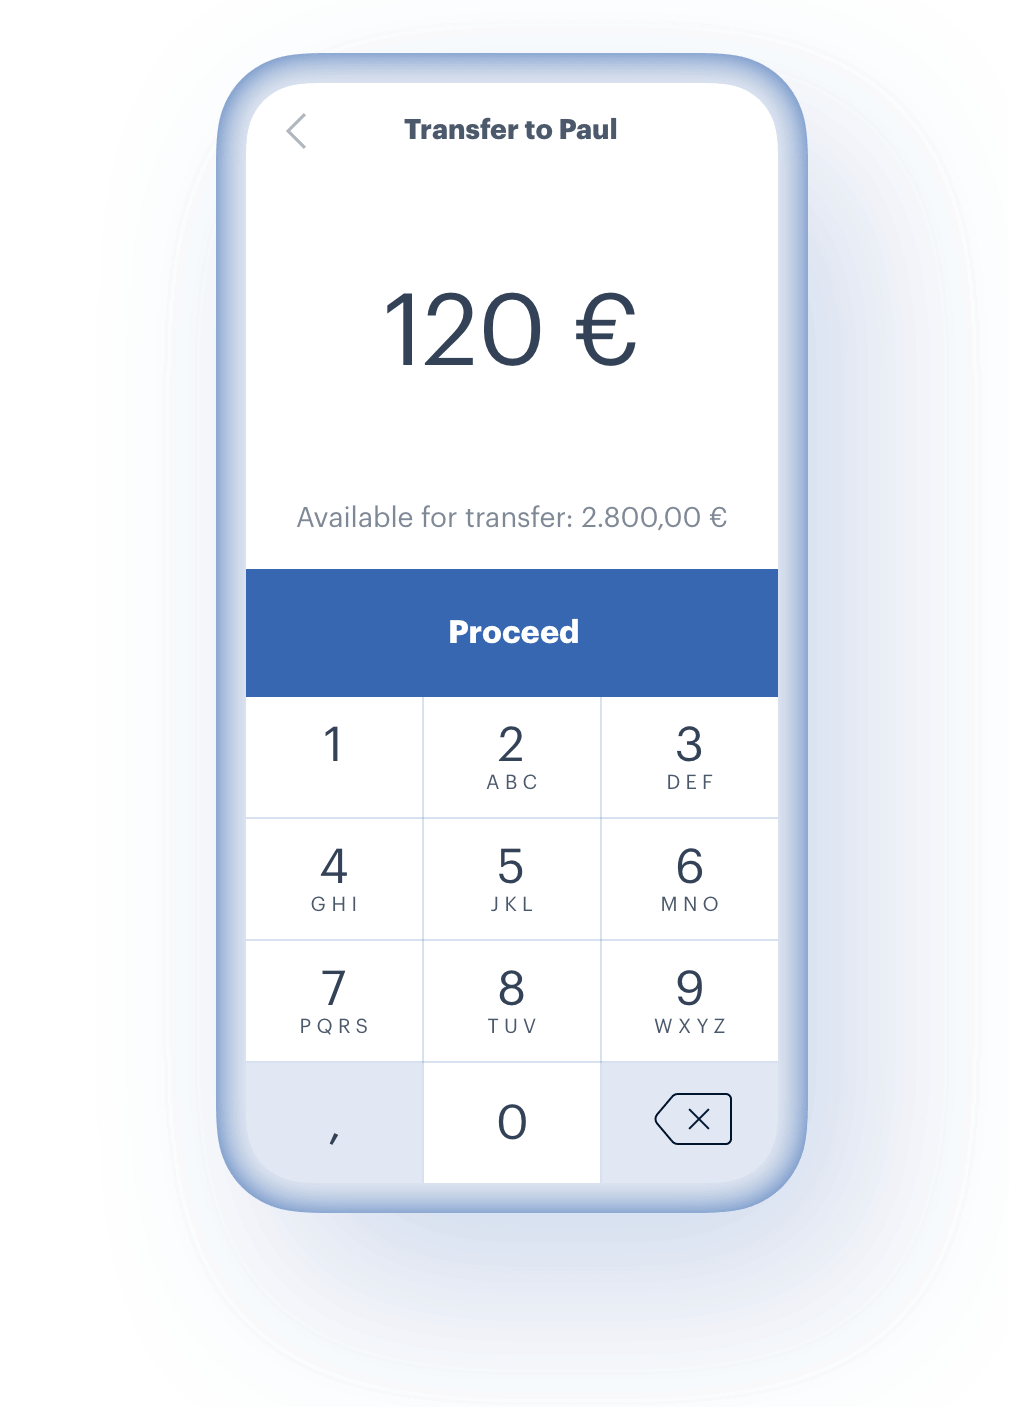 Transfer to Paul
120 €
Available for transfer: 2.800,00 €
Proceed
1 2 3
ABC DEF
4 5 6
GHI JKL MNO
7 8 9
PQRS TUV WXYZ
, 0